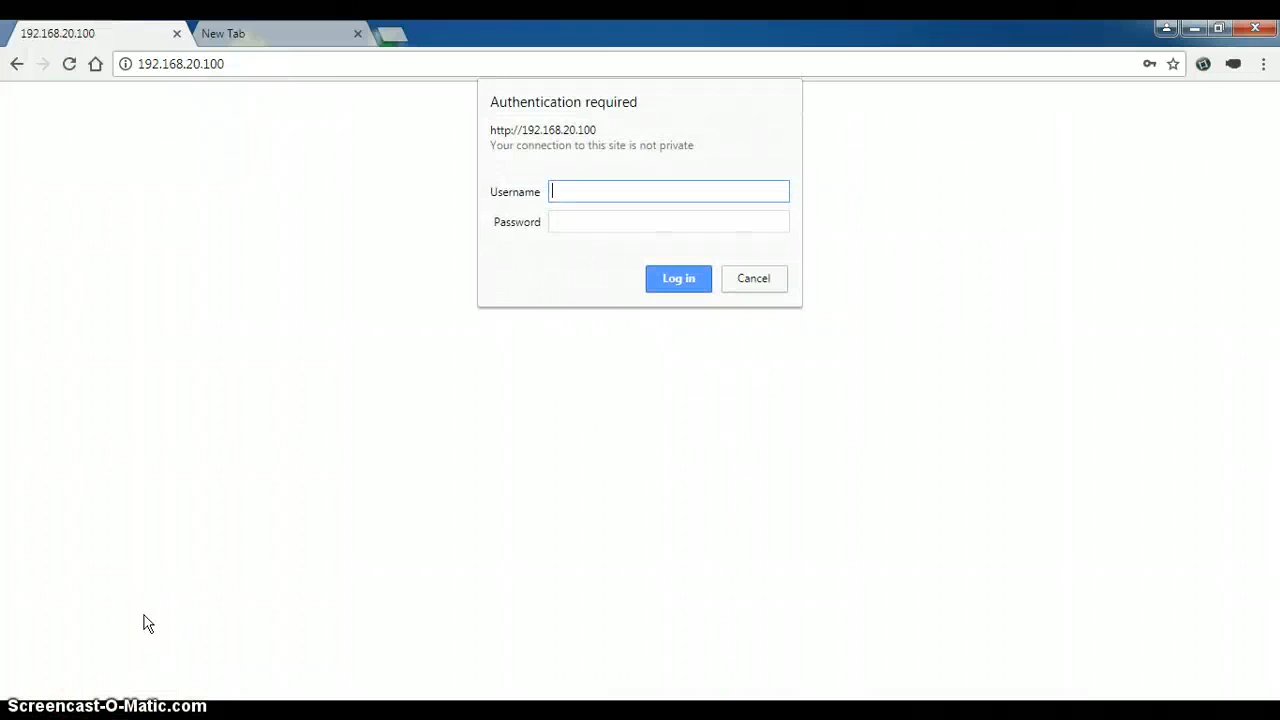 192.168.20.100
New Tab
192.168.20.100
Authentication required
http://192.168.20.100
Your connection to this site is not private
Username
Password
Log in
Cancel
Screencast-O-Matic.com